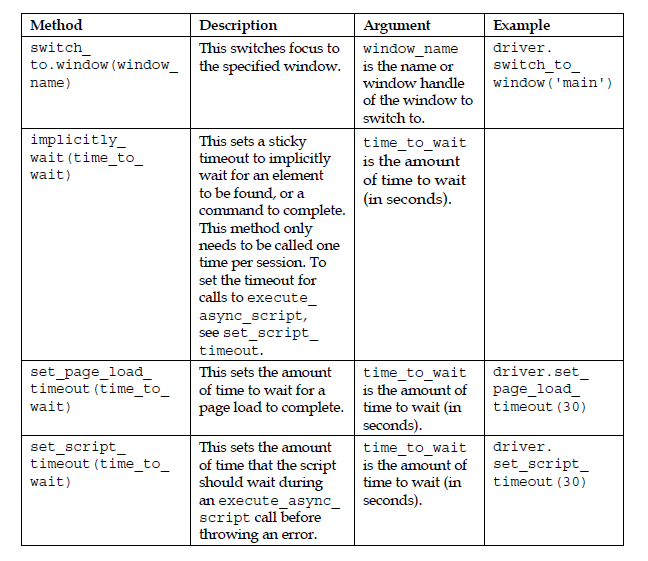 Method Description Argument Example
switch_
to.window(window_
name)
This switches focus to
the specified window.
window_name
is the name or
window handle
of the window to
switch to.
driver.
switch_to_
window('main')
implicitly_
wait(time_to_
wait)
This sets a sticky
timeout to implicitly
wait for an element
to be found, or a
command to complete.
This method only
needs to be called one
time per session. To
set the timeout for
calls to execute_
async_script,
see set_script_
timeout.
time_to_wait
is the amount
of time to wait
(in seconds).
set_page_load_
timeout(time_to_
wait)
This sets the amount
of time to wait for a
page load to complete.
time_to_wait
is the amount of
time to wait (in
seconds).
driver.set_
page_load_
timeout(30)
set_script_
timeout(time_to_
wait)
This sets the amount
of time that the script
should wait during
an execute_async_
script call before
throwing an error.
time_to_wait
is the amount of
time to wait (in
seconds).
driver.
set_script_
timeout(30)